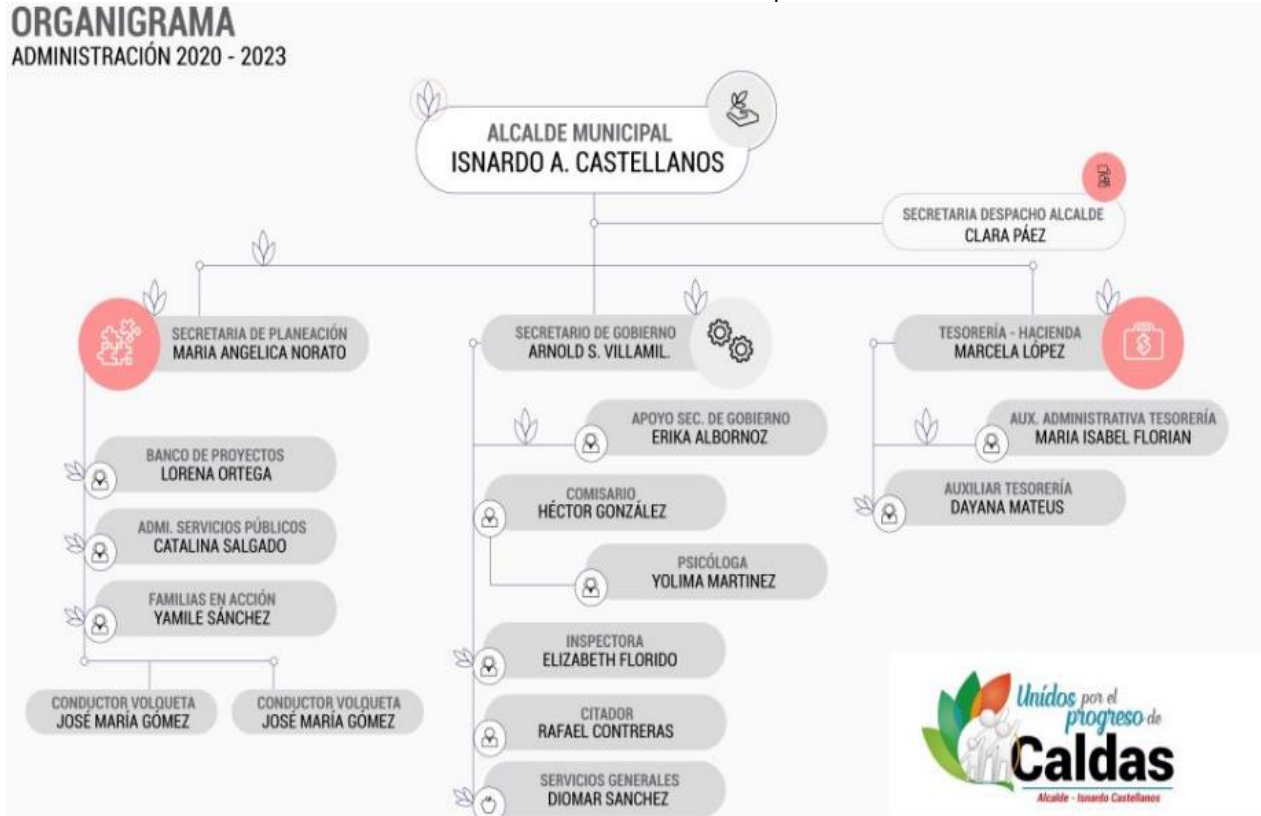 ORGANIGRAMA
ADMINISTRACIÓN 2020 - 2023
ALCALDE MUNICIPAL
ISNARDO A. CASTELLANOS
SECRETARIA DESPACHO ALCALDE
CLARA PÁEZ
SECRETARIA DE PLANEACIÓN
MARIA ANGELICA NORATO
BANCO DE PROYECTOS
LORENA ORTEGA
ADMI. SERVICIOS PÚBLICOS
CATALINA SALGADO
FAMILIAS EN ACCIÓN
YAMILE SÁNCHEZ
CONDUCTOR VOLQUETA
JOSÉ MARÍA GÓMEZ
CONDUCTOR VOLQUETA
JOSÉ MARÍA GÓMEZ
SECRETARIO DE GOBIERNO
ARNOLD S. VILLAMIL.
APOYO SEC. DE GOBIERNO
ERIKA ALBORNOZ
COMISARIO
HÉCTOR GONZÁLEZ
PSICÓLOGA
YOLIMA MARTINEZ
INSPECTORA
ELIZABETH FLORIDO
CITADOR
RAFAEL CONTRERAS
SERVICIOS GENERALES
DIOMAR SANCHEZ
TESORERÍA - HACIENDA
MARCELA LÓPEZ
AUX. ADMINISTRATIVA TESORERÍA
MARIA ISABEL FLORIAN
AUXILIAR TESORERÍA
DAYANA MATEUS
Unidos por el
progreso de
Caldas
Alcalde - Isnardo Castellanos